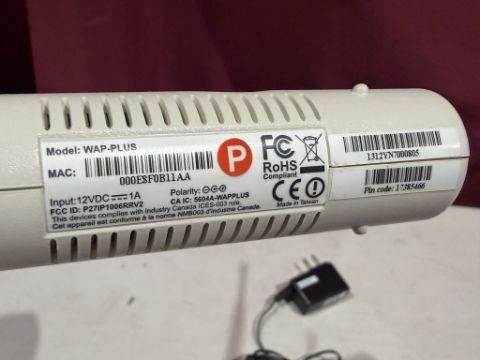 Model: WAP-PLUS
MAC:
000E8F0B11AA
P
FC
RoHS
Compliant
Input: 12VDC 1A
Polarity:
FCC ID: P27IP1006RRV2
CA IC: 5604A-WAPPLUS
This devices complies with Industry Canada ICES-003 rule.
Cet appareil est conforme à la norme NMB003 d'Industrie Canada.
CE
Made in Taiwan
1312VN7000805
Pin code: 17385466